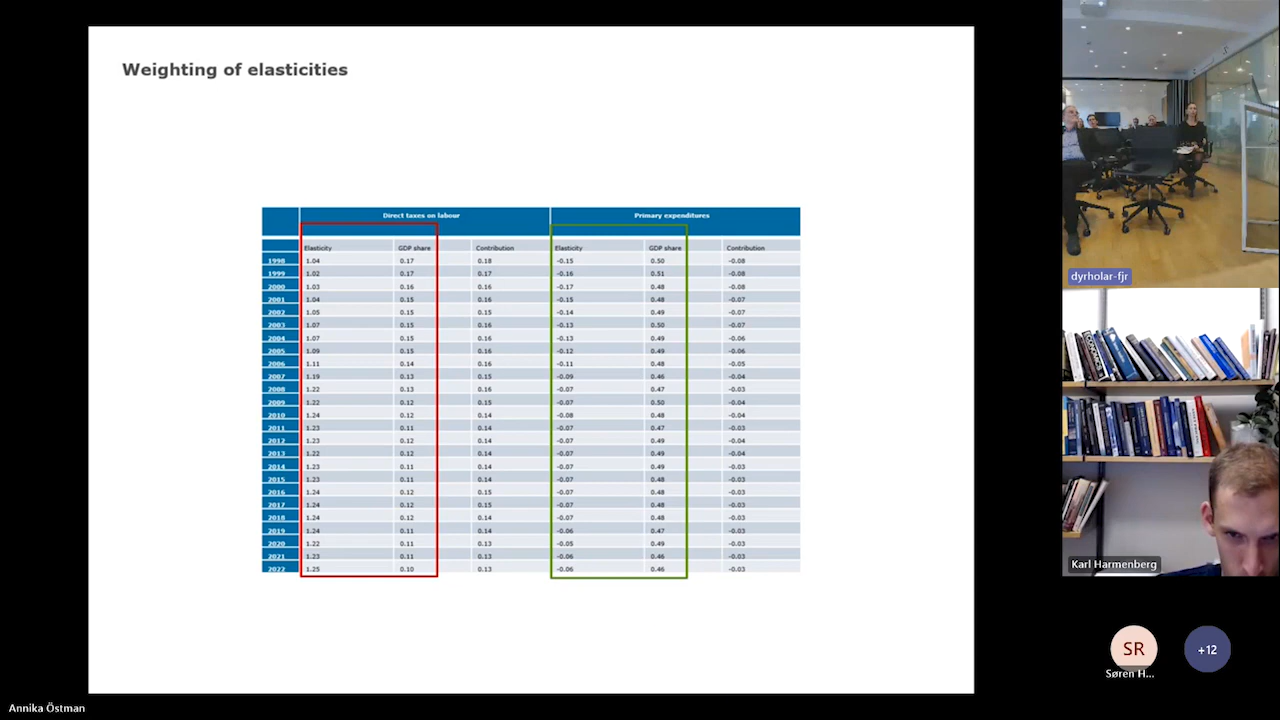 Weighting of elasticities
Direct taxes on labour Primary expenditures
Elasticity GDP share Contribution Elasticity GDP share Contribution
1998 1.04 0.17 0.18 -0.15 0.50 -0.08
1999 1.02 0.17 0.17 -0.16 0.51 -0.08
2000 1.03 0.16 0.16 -0.17 0.48 -0.08
2001 1.04 0.15 0.16 -0.15 0.48 -0.07
2002 1.05 0.15 0.15 -0.14 0.49 -0.07
2003 1.07 0.15 0.16 -0.13 0.50 -0.07
2004 1.07 0.15 0.16 -0.13 0.49 -0.06
2005 1.09 0.15 0.16 -0.12 0.49 -0.06
2006 1.11 0.14 0.16 -0.11 0.48 -0.05
2007 1.19 0.13 0.15 -0.09 0.46 -0.04
2008 1.22 0.13 0.16 -0.07 0.47 -0.03
2009 1.22 0.12 0.15 -0.07 0.50 -0.04
2010 1.24 0.12 0.14 -0.08 0.48 -0.04
2011 1.23 0.11 0.14 -0.07 0.47 -0.03
2012 1.23 0.12 0.14 -0.07 0.49 -0.04
2013 1.22 0.12 0.14 -0.07 0.49 -0.04
2014 1.23 0.11 0.14 -0.07 0.49 -0.03
2015 1.23 0.11 0.14 -0.07 0.48 -0.03
2016 1.24 0.12 0.15 -0.07 0.48 -0.03
2017 1.24 0.12 0.15 -0.07 0.48 -0.03
2018 1.24 0.12 0.14 -0.07 0.48 -0.03
2019 1.24 0.11 0.14 -0.06 0.47 -0.03
2020 1.22 0.11 0.13 -0.05 0.49 -0.03
2021 1.23 0.11 0.13 -0.06 0.46 -0.03
2022 1.25 0.10 0.13 -0.06 0.46 -0.03
dyrholar-fjr
Karl Harmenberg
SR
+12
Søren H...
Annika Östman